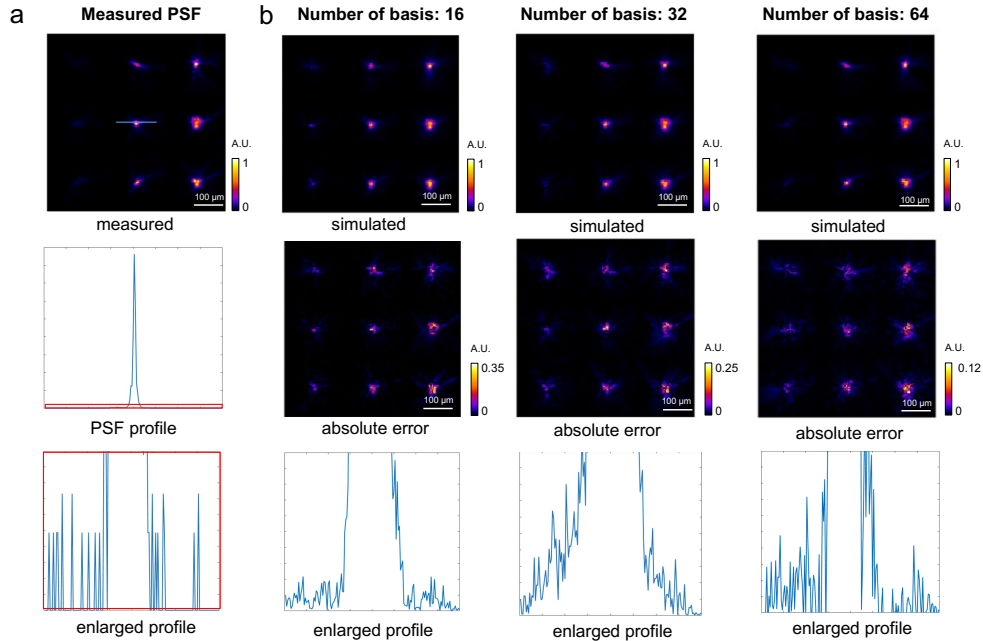 a
Measured PSF
b
Number of basis: 16
Number of basis: 32
Number of basis: 64
A.U.
1
0
100 µm
A.U.
1
0
100 µm
A.U.
1
0
100 µm
A.U.
1
0
100 µm
measured
simulated
simulated
simulated
A.U.
0.35
0
100 µm
A.U.
0.25
0
100 µm
A.U.
0.12
0
100 µm
PSF profile
absolute error
absolute error
absolute error
enlarged profile
enlarged profile
enlarged profile
enlarged profile